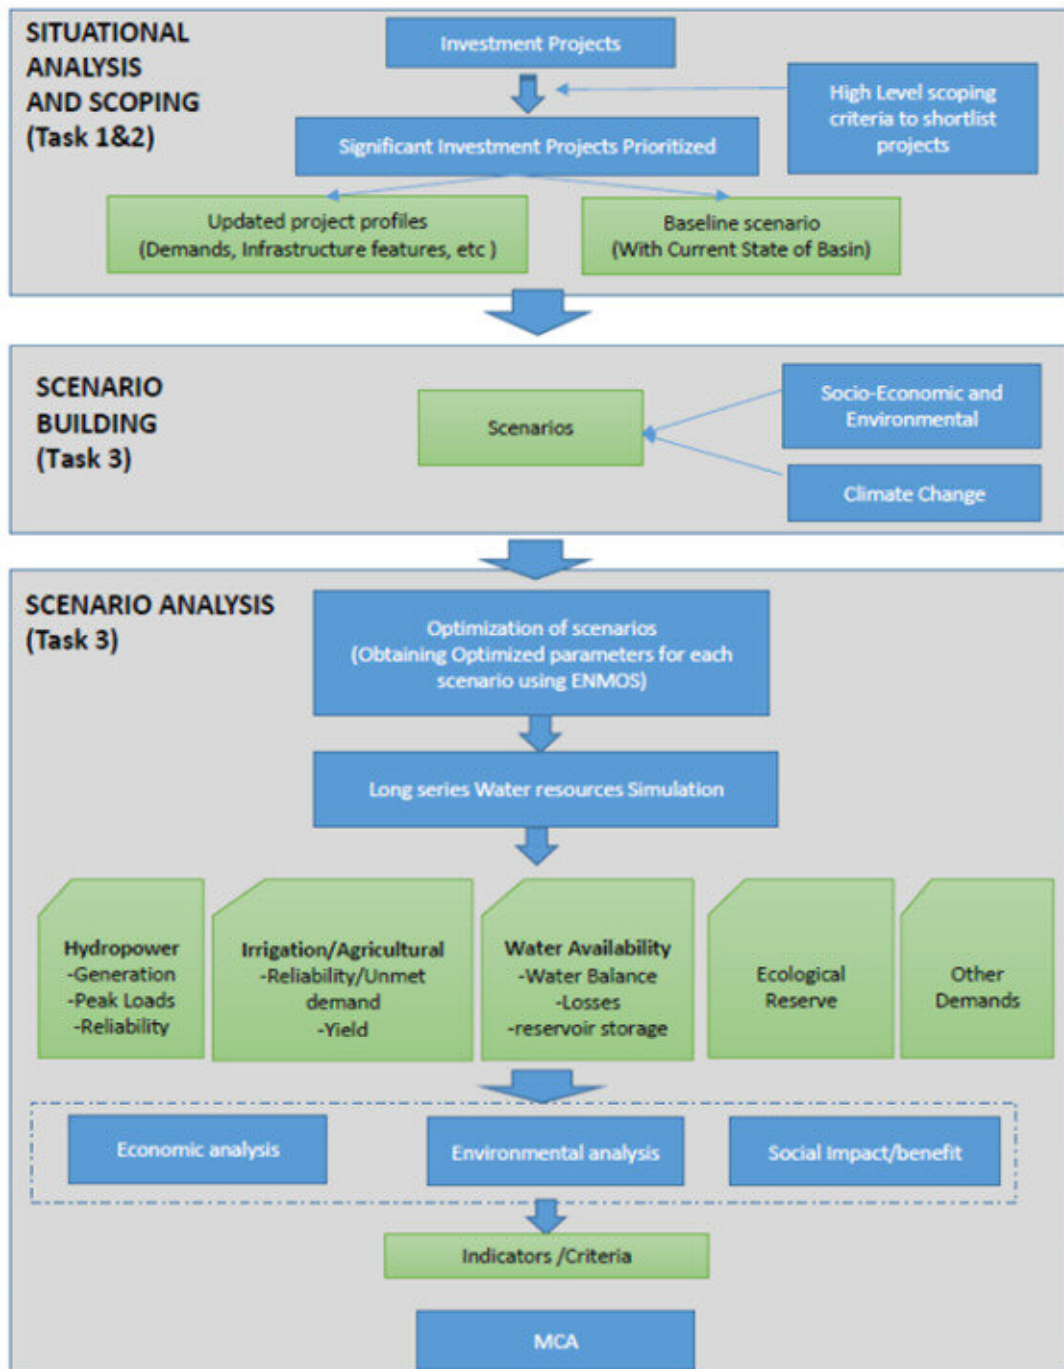 SITUATIONAL
ANALYSIS
AND SCOPING
(Task 1&2)
Investment Projects
High Level scoping
criteria to shortlist
projects
Significant Investment Projects Prioritized
Updated project profiles
(Demands, Infrastructure features, etc )
Baseline scenario
(With Current State of Basin)
SCENARIO
BUILDING
(Task 3)
Scenarios
Socio-Economic and
Environmental
Climate Change
SCENARIO ANALYSIS
(Task 3)
Optimization of scenarios
(Obtaining Optimized parameters for each
scenario using ENMOS)
Long series Water resources Simulation
Hydropower
-Generation
-Peak Loads
-Reliability
Irrigation/Agricultural
-Reliability/Unmet
demand
-Yield
Water Availability
-Water Balance
-Losses
-reservoir storage
Ecological
Reserve
Other
Demands
Economic analysis
Environmental analysis
Social Impact/benefit
Indicators /Criteria
MCA